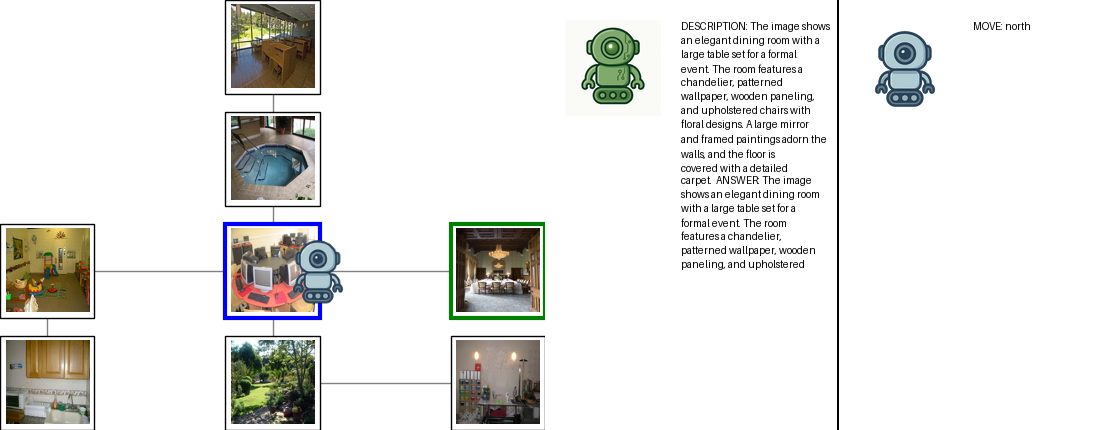 DESCRIPTION: The image shows
an elegant dining room with a
large table set for a formal
event. The room features a
chandelier, patterned
wallpaper, wooden paneling,
and upholstered chairs with
floral designs. A large mirror
and framed paintings adorn the
walls, and the floor is
covered with a detailed
carpet. ANSWER: The image
shows an elegant dining room
with a large table set for a
formal event. The room
features a chandelier,
patterned wallpaper, wooden
paneling, and upholstered
MOVE: north